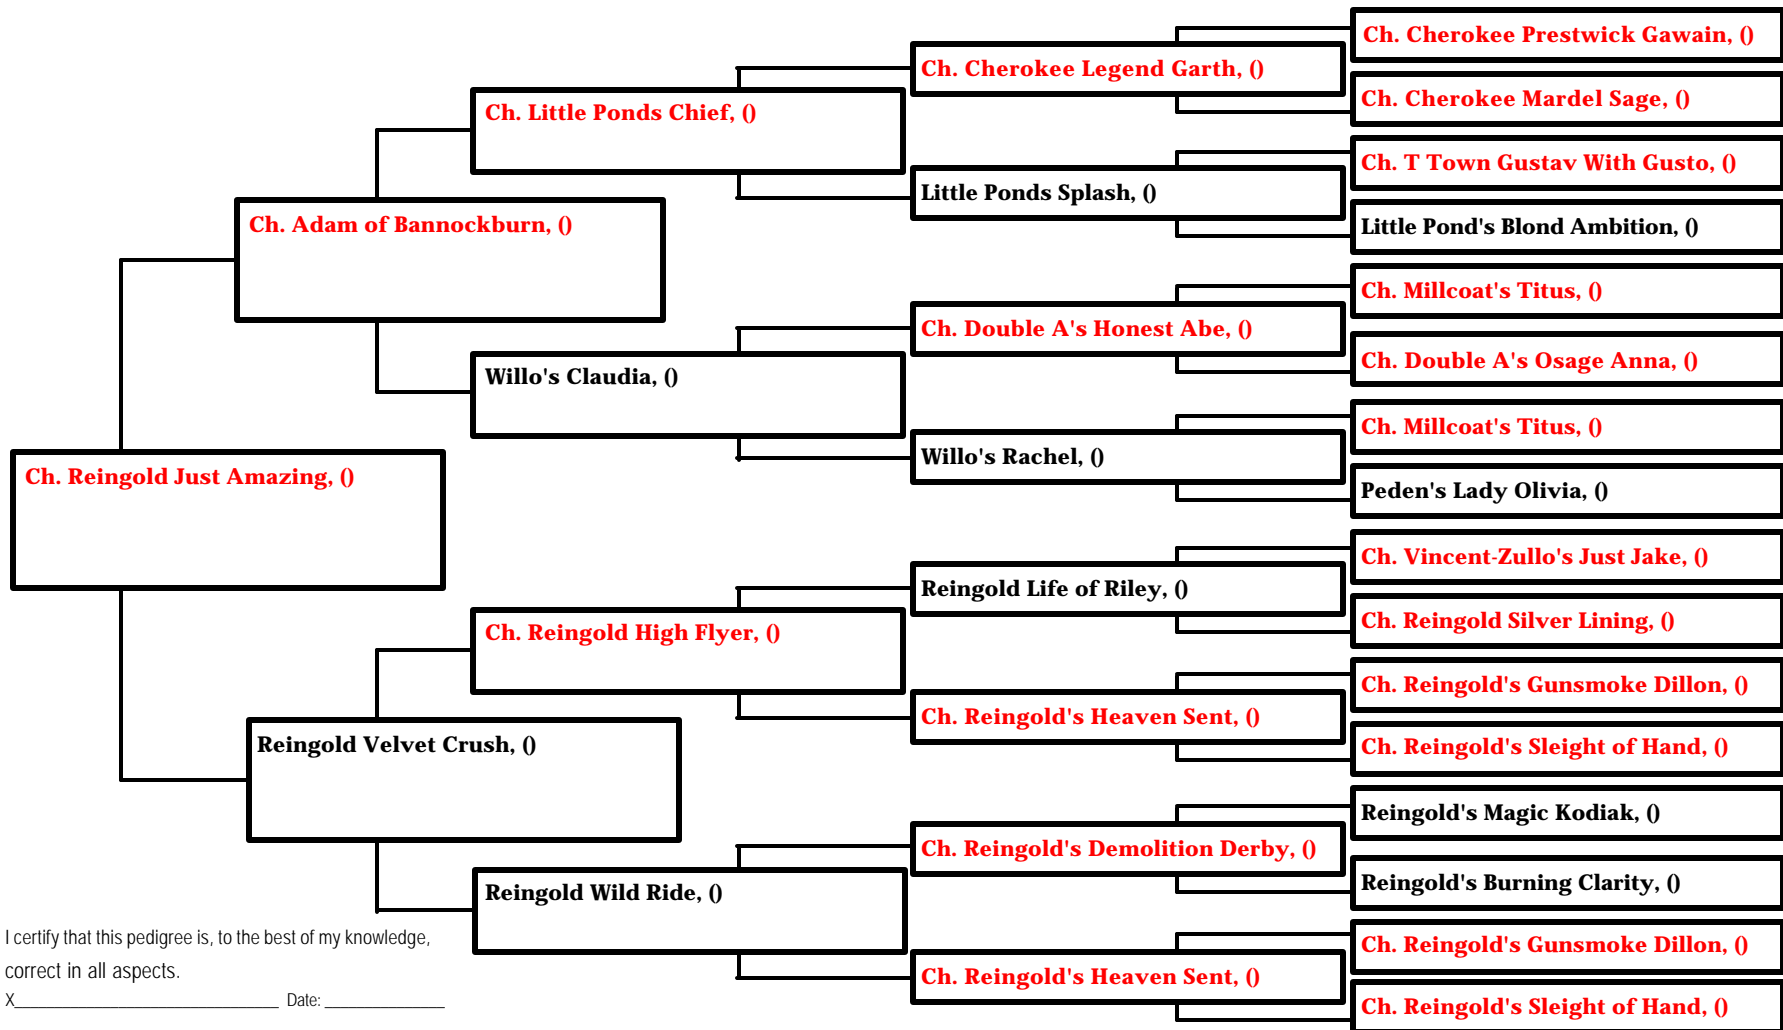 Ch. Cherokee Prestwick Gawain, ()
Ch. Cherokee Legend Garth, ()
Ch. Cherokee Mardel Sage, ()
Ch. Little Ponds Chief, ()
Ch. T Town Gustav With Gusto, ()
Little Ponds Splash, ()
Little Pond's Blond Ambition, ()
Ch. Adam of Bannockburn, ()
Ch. Millcoat's Titus, ()
Ch. Double A's Honest Abe, ()
Ch. Double A's Osage Anna, ()
Willo's Claudia, ()
Ch. Millcoat's Titus, ()
Willo's Rachel, ()
Peden's Lady Olivia, ()
Ch. Reingold Just Amazing, ()
Ch. Vincent-Zullo's Just Jake, ()
Reingold Life of Riley, ()
Ch. Reingold Silver Lining, ()
Ch. Reingold High Flyer, ()
Ch. Reingold's Gunsmoke Dillon, ()
Ch. Reingold's Heaven Sent, ()
Ch. Reingold's Sleight of Hand, ()
Reingold Velvet Crush, ()
Reingold's Magic Kodiak, ()
Ch. Reingold's Demolition Derby, ()
Reingold's Burning Clarity, ()
Reingold Wild Ride, ()
Ch. Reingold's Gunsmoke Dillon, ()
Ch. Reingold's Heaven Sent, ()
Ch. Reingold's Sleight of Hand, ()
I certify that this pedigree is, to the best of my knowledge,
correct in all aspects.
X______________________________ Date: ______________